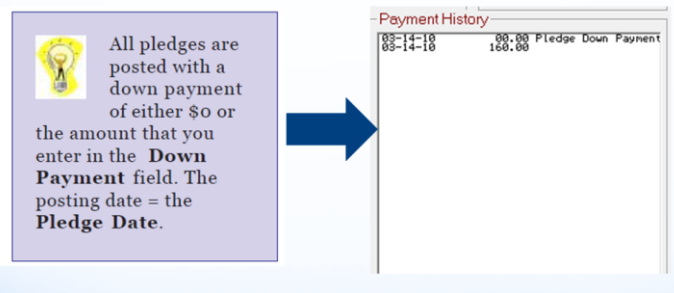 All pledges are
posted with a
down payment
of either $0 or
the amount that you
enter in the Down
Payment field. The
posting date = the
Pledge Date.
Payment History
03-14-10 00.00 Pledge Down Payment
03-14-10 160.00